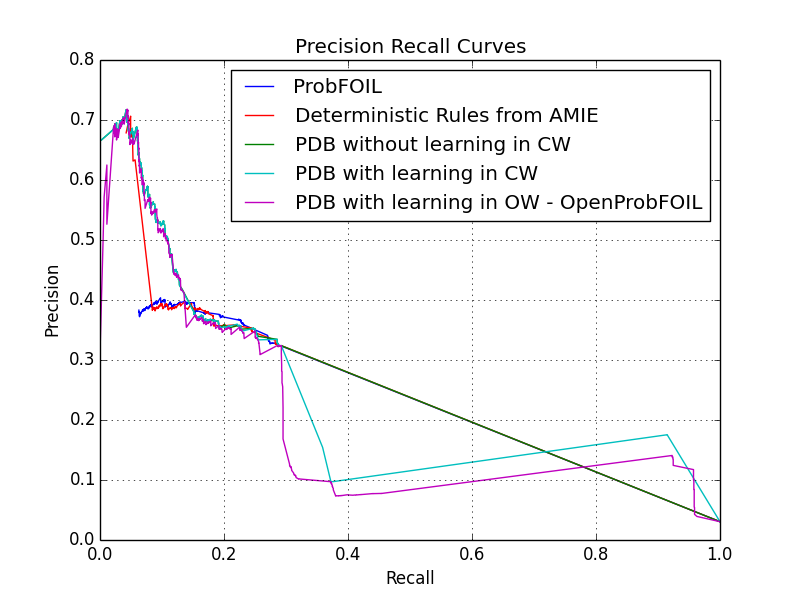 Precision Recall Curves
ProbFOIL
Deterministic Rules from AMIE
PDB without learning in CW
PDB with learning in CW
PDB with learning in OW - OpenProbFOIL
0.8
0.7
0.6
0.5
0.4
0.3
0.2
0.1
0.0
Precision
0.0 0.2 0.4 0.6 0.8 1.0
Recall